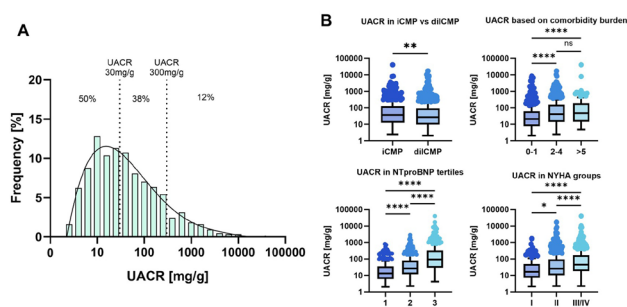 A
UACR
30mg/g
UACR
300mg/g
50%
38%
12%
Frequency [%]
20
15
10
5
0
0
10
100
1000
10000
100000
UACR [mg/g]
B
UACR in iCMP vs dilCMP
**
UACR [mg/g]
100000
10000
1000
100
10
1
iCMP
dilCMP
UACR based on comorbidity burden
****
****
ns
UACR [mg/g]
100000
10000
1000
100
10
1
0-1
2-4
>5
UACR in NTproBNP tertiles
****
****
****
UACR [mg/g]
100000
10000
1000
100
10
1
1
2
3
UACR in NYHA groups
****
*
****
UACR [mg/g]
100000
10000
1000
100
10
1
I
II
III/IV